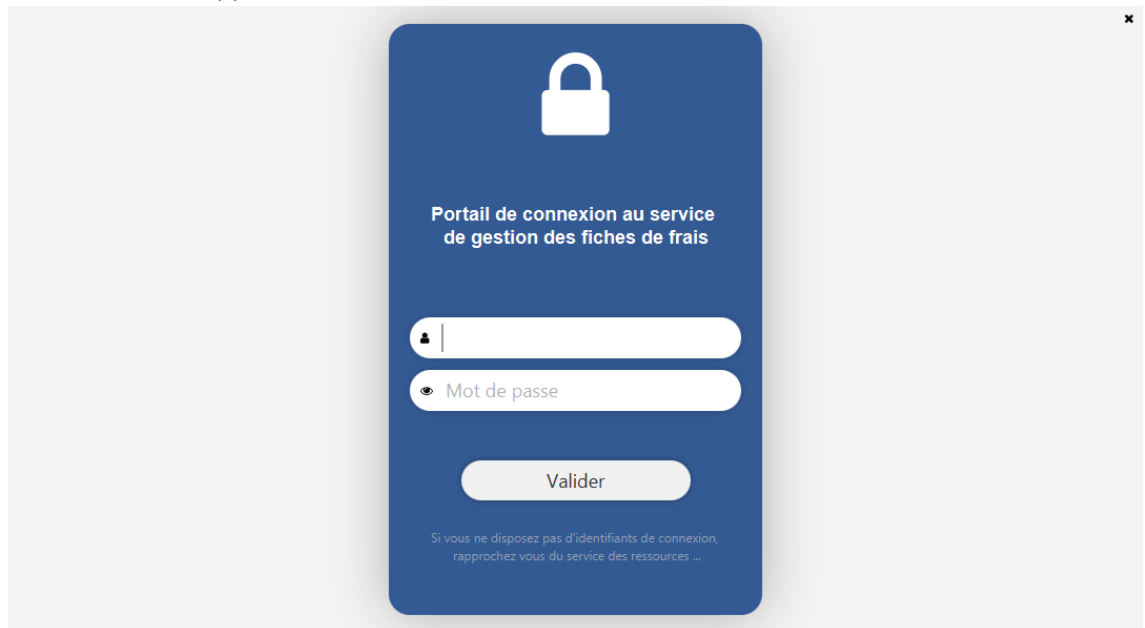 Portail de connexion au service
de gestion des fiches de frais
Mot de passe
Valider
Si vous ne disposez pas d'identifiants de connexion,
rapprochez vous du service des ressources ...